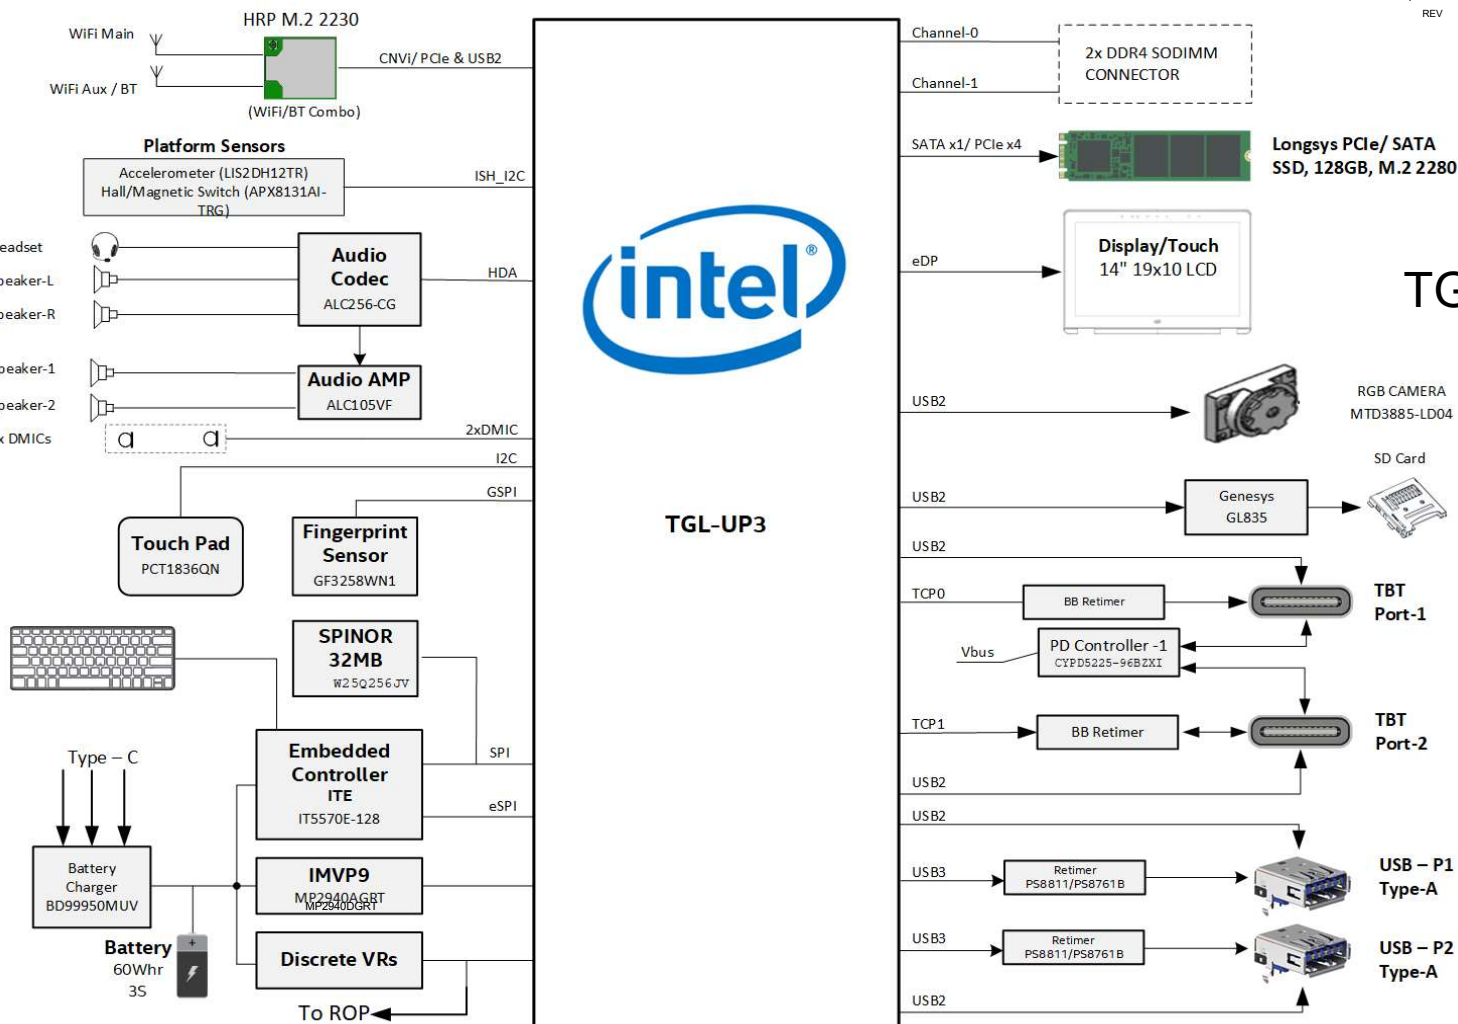 REV
HRP M.2 2230
WiFi Main
CNVi/ PCIe & USB2
WiFi Aux / BT
(WiFi/BT Combo)
Platform Sensors
Accelerometer (LIS2DH12TR)
Hall/Magnetic Switch (APX8131AI-
TRG)
ISH_I2C
eadset
peaker-L
peaker-R
Audio
Codec
ALC256-CG
HDA
peaker-1
peaker-2
Audio AMP
ALC105VF
x DMICs
2xDMIC
I2C
GSPI
Touch Pad
PCT1836QN
Fingerprint
Sensor
GF3258WN1
SPINOR
32MB
W25Q256JV
Embedded
Controller
ITE
IT5570E-128
SPI
eSPI
Type – C
Battery
Charger
BD99950MUV
IMVP9
MP2940AGRT
MP2940DGRT
Battery
60Whr
3S
Discrete VRs
To ROP
intel®
TGL-UP3
Channel-0
Channel-1
2x DDR4 SODIMM
CONNECTOR
SATA x1/ PCIe x4
Longsys PCIe/ SATA
SSD, 128GB, M.2 2280
eDP
Display/Touch
14" 19x10 LCD
TG
USB2
RGB CAMERA
MTD3885-LD04
SD Card
USB2
Genesys
GL835
USB2
TCP0
BB Retimer
TBT
Port-1
Vbus
PD Controller -1
CYPD5225-96BZXI
TCP1
BB Retimer
TBT
Port-2
USB2
USB2
USB3
Retimer
PS8811/PS8761B
USB – P1
Type-A
USB3
Retimer
PS8811/PS8761B
USB – P2
Type-A
USB2